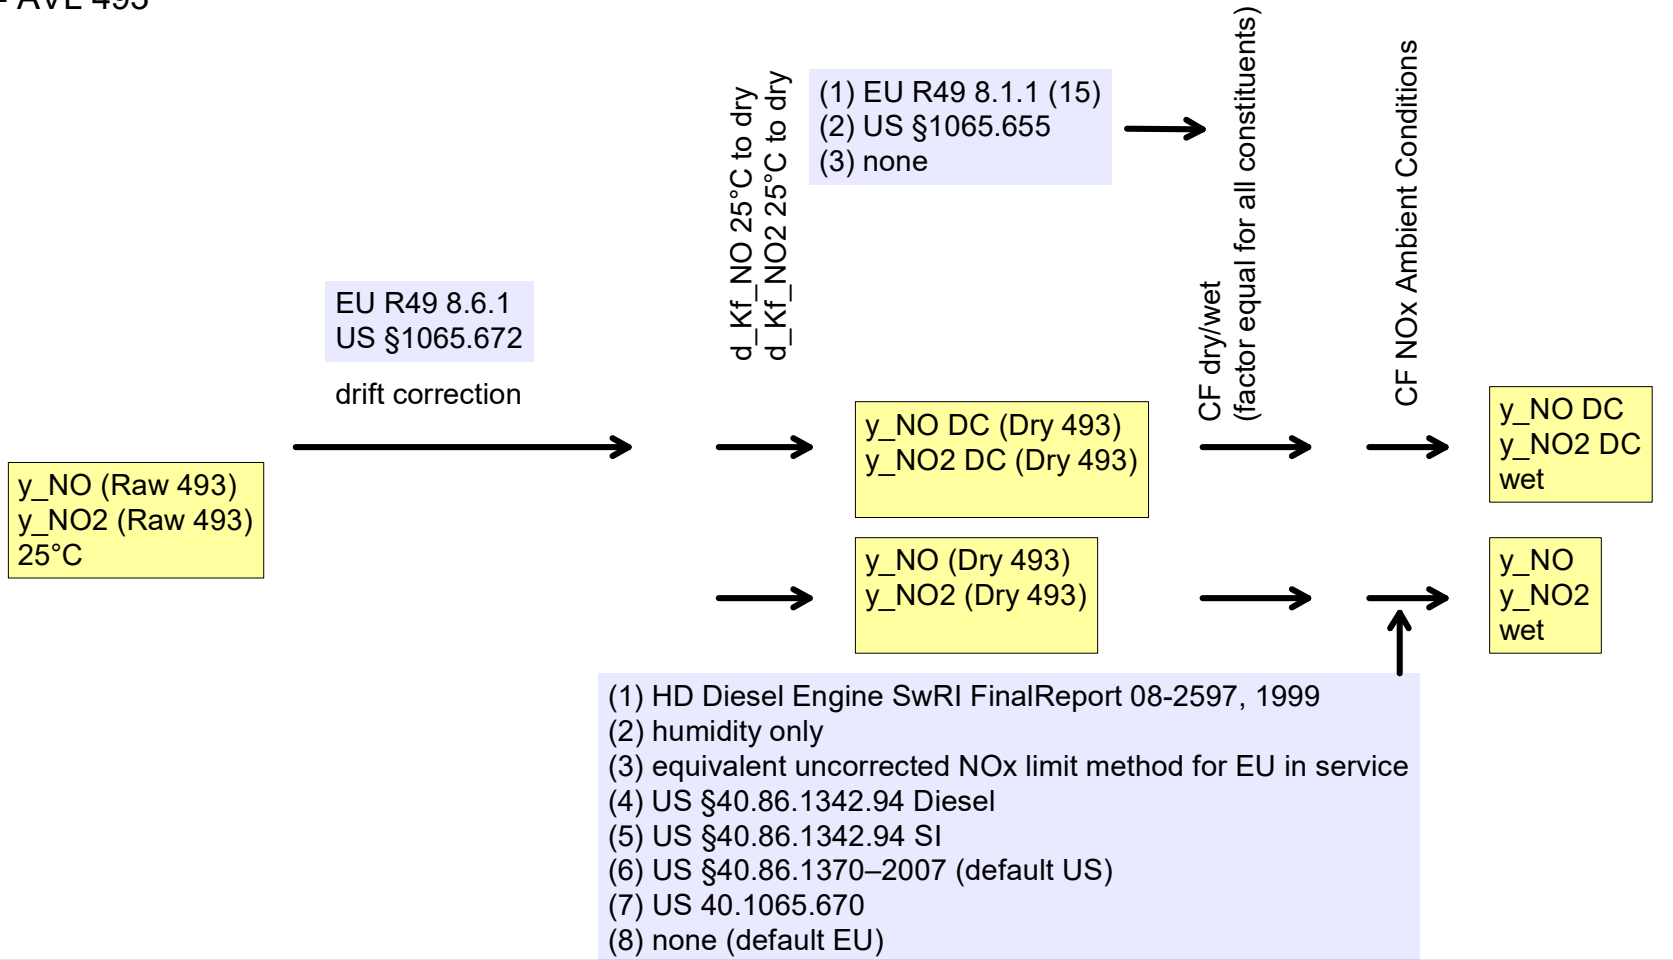 - AVL 493
d_Kf_NO 25°C to dry
d_Kf_NO2 25°C to dry
(1) EU R49 8.1.1 (15)
(2) US §1065.655
(3) none
CF dry/wet
(factor equal for all constituents)
CF NOx Ambient Conditions
EU R49 8.6.1
US §1065.672
drift correction
y_NO (Raw 493)
y_NO2 (Raw 493)
25°C
y_NO DC (Dry 493)
y_NO2 DC (Dry 493)
y_NO DC
y_NO2 DC
wet
y_NO (Dry 493)
y_NO2 (Dry 493)
y_NO
y_NO2
wet
(1) HD Diesel Engine SwRI FinalReport 08-2597, 1999
(2) humidity only
(3) equivalent uncorrected NOx limit method for EU in service
(4) US §40.86.1342.94 Diesel
(5) US §40.86.1342.94 SI
(6) US §40.86.1370–2007 (default US)
(7) US 40.1065.670
(8) none (default EU)